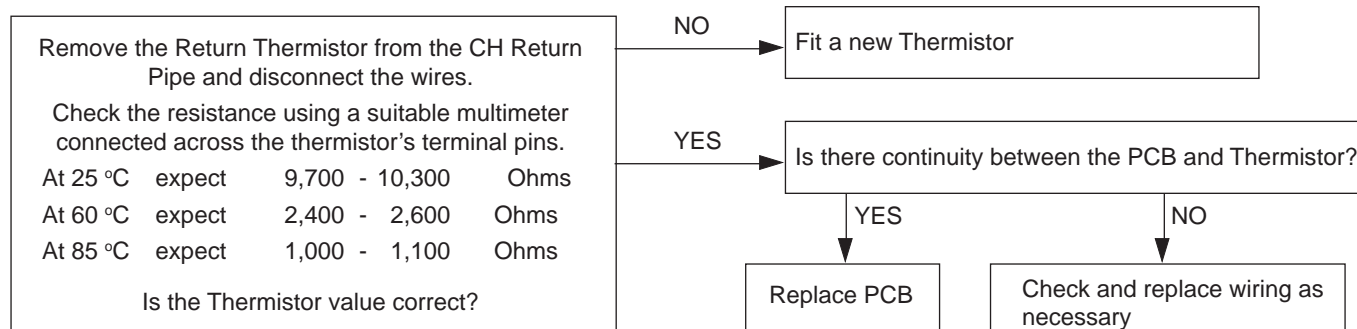 Remove the Return Thermistor from the CH Return
Pipe and disconnect the wires.
Check the resistance using a suitable multimeter
connected across the thermistor's terminal pins.
At 25 °C expect 9,700 - 10,300 Ohms
At 60 °C expect 2,400 - 2,600 Ohms
At 85 °C expect 1,000 - 1,100 Ohms
Is the Thermistor value correct?
NO
Fit a new Thermistor
YES
Is there continuity between the PCB and Thermistor?
YES
NO
Replace PCB
Check and replace wiring as
necessary